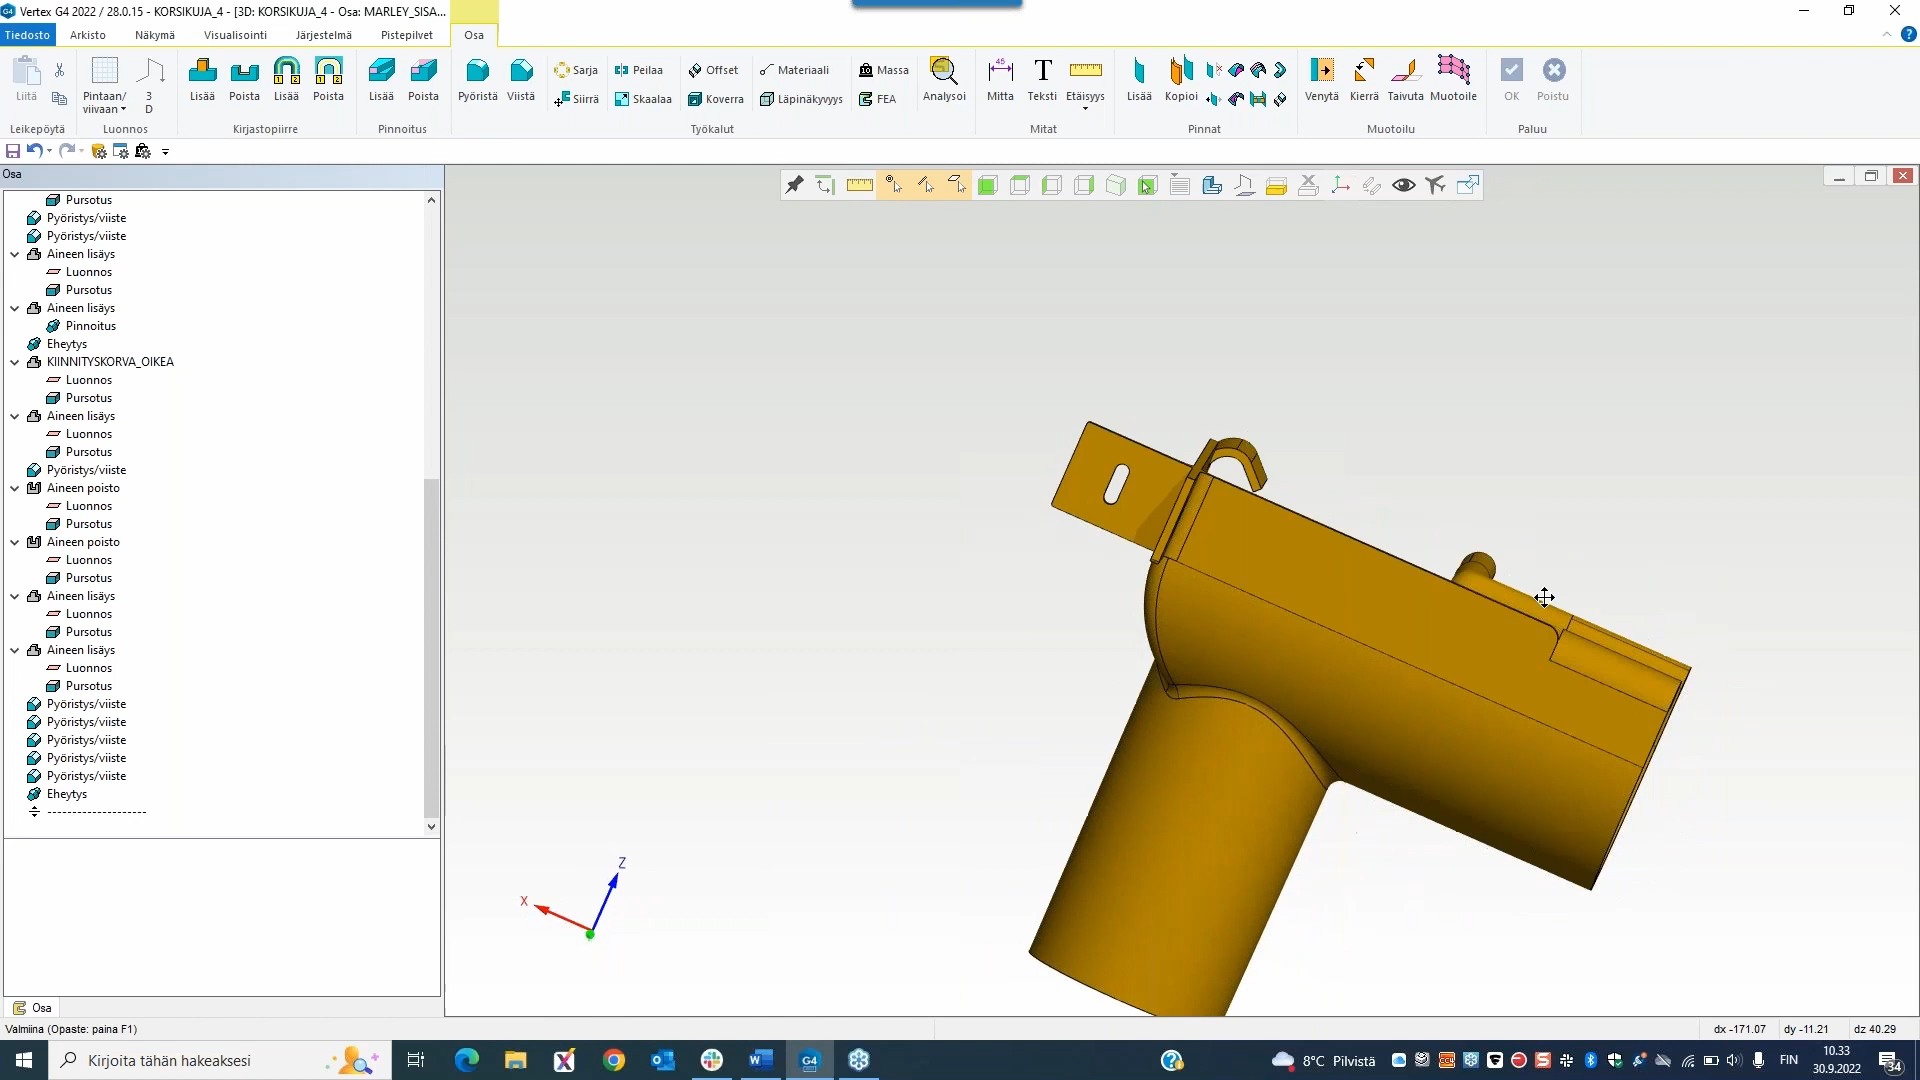 Vertex G4 2022 / 28.0.15 - KORSIKUJA_4 - [3D: KORSIKUJA_4 - Osa: MARLEY_SISA...
Tiedosto Arkisto Näkymä Visualisointi Järjestelmä Pistepilvet Osa
Liitä Pintaan/ viivaan 3 D Lisää Poista Lisää Poista Lisää Poista Pyöristä Viistä
Sarja Peilaa Offset Materiaali Massa
Siirrä Skaalaa Koverra Läpinäkyvyys FEA
Analysoi 45 Mitta Teksti Etäisyys Lisää Kopioi Venytä Kierrä Taivuta Muotoile OK Poistu
Leikepöytä Luonnos Kirjastopiirre Pinnoitus Työkalut Mitat Pinnat Muotoilu Paluu
Osa
Pursotus
Pyöristys/viiste
Pyöristys/viiste
Aineen lisäys
Luonnos
Pursotus
Aineen lisäys
Pinnoitus
Eheytys
KIINNITYSKORVA_OIKEA
Luonnos
Pursotus
Aineen lisäys
Luonnos
Pursotus
Pyöristys/viiste
Aineen poisto
Luonnos
Pursotus
Aineen poisto
Luonnos
Pursotus
Aineen lisäys
Luonnos
Pursotus
Aineen lisäys
Luonnos
Pursotus
Pyöristys/viiste
Pyöristys/viiste
Pyöristys/viiste
Pyöristys/viiste
Pyöristys/viiste
Eheytys
Z
X
Osa
Valmiina (Opaste: paina F1) dx -171.07 dy -11.21 dz 40.29
Kirjoita tähän hakeaksesi G4 8°C Pilvistä FIN 10.33
30.9.2022 34